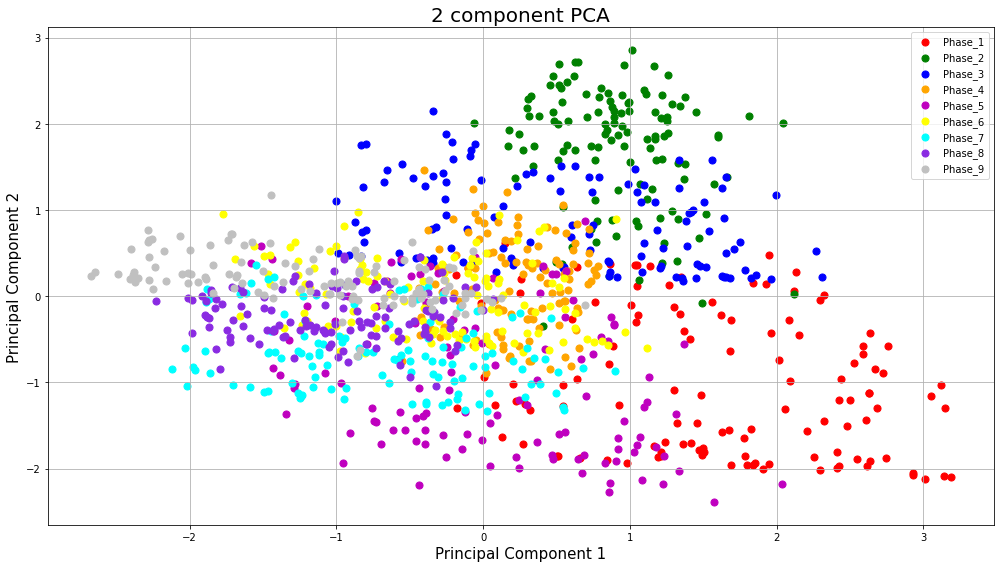 2 component PCA
3
2
1
0
−1
−2
Principal Component 2
−2
−1
0
1
2
3
Principal Component 1
Phase_1
Phase_2
Phase_3
Phase_4
Phase_5
Phase_6
Phase_7
Phase_8
Phase_9